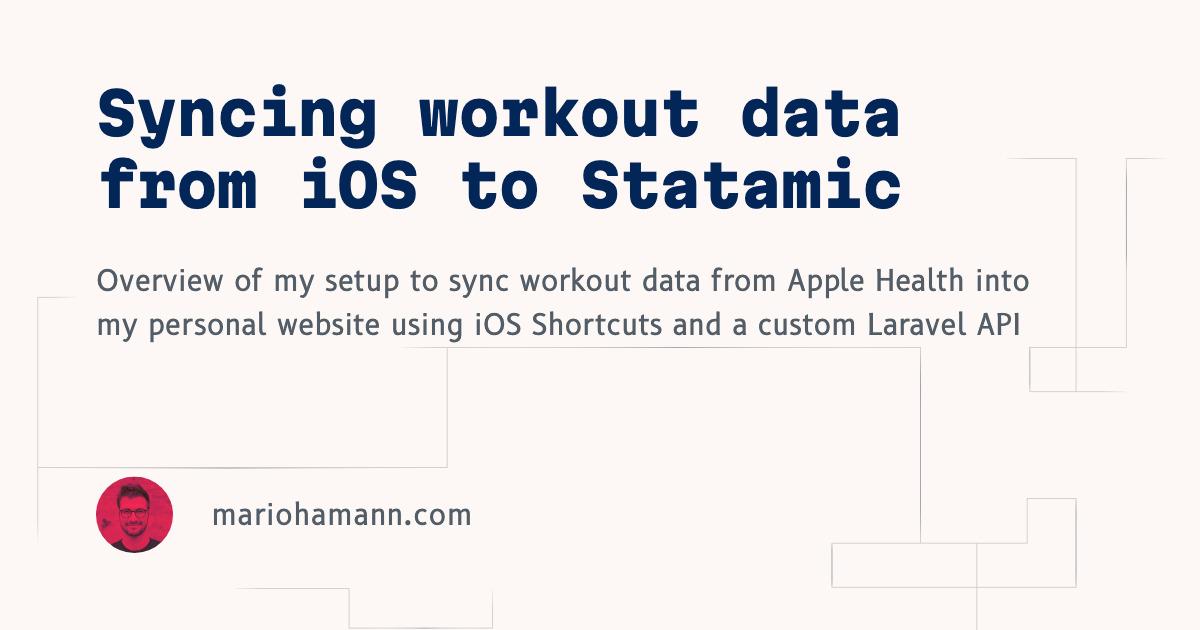 Syncing workout data
from iOS to Statamic
Overview of my setup to sync workout data from Apple Health into
my personal website using iOS Shortcuts and a custom Laravel API
mariohamann.com